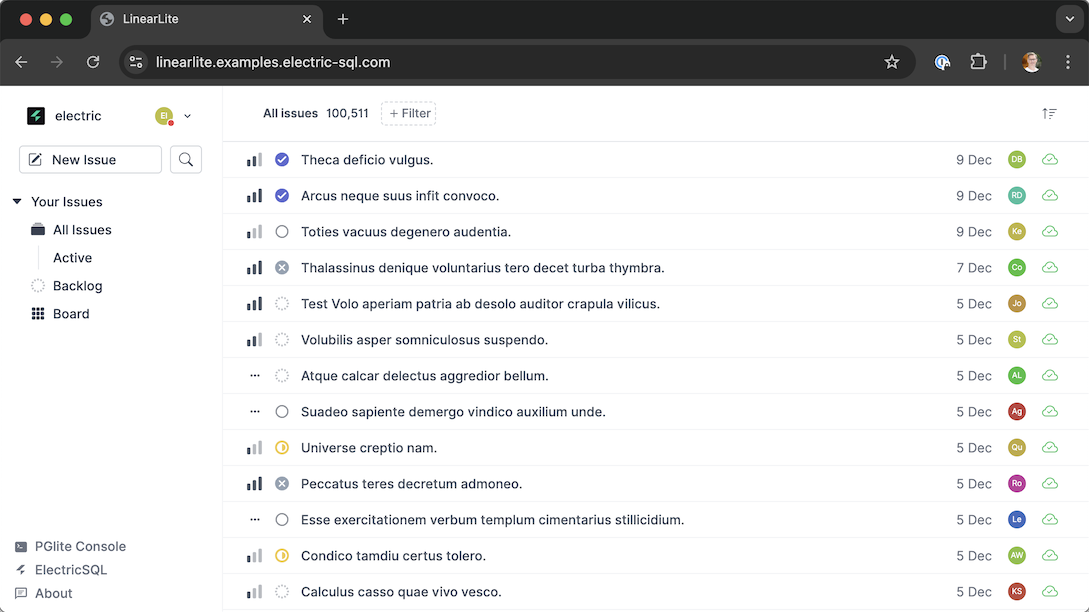 LinearLite
linearlite.examples.electric-sql.com
electric
EI
New Issue
Your Issues
All Issues
Active
Backlog
Board
PGlite Console
ElectricSQL
About
All issues 100,511 + Filter
Theca deficio vulgus. 9 Dec DB
Arcus neque suus infit convoco. 9 Dec RD
Toties vacuus degenero audentia. 9 Dec Ke
Thalassinus denique voluntarius tero decet turba thymbra. 7 Dec Co
Test Volo aperiam patria ab desolo auditor crapula vilicus. 5 Dec Jo
Volubilis asper somniculosus suspendo. 5 Dec St
Atque calcar delectus aggredior bellum. 5 Dec AL
Suadeo sapiente demergo vindico auxilium unde. 5 Dec Ag
Universe creptio nam. 5 Dec Qu
Peccatus teres decretum admoneo. 5 Dec Ro
Esse exercitationem verbum templum cimentarius stillicidium. 5 Dec Le
Condico tamdiu certus tolero. 5 Dec AW
Calculus casso quae vivo vesco. 5 Dec KS